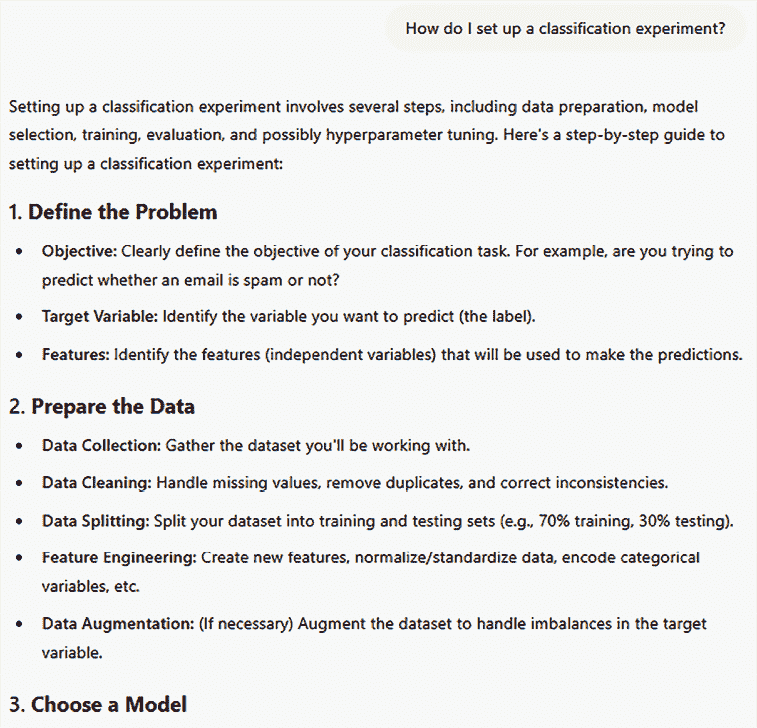 How do I set up a classification experiment?
Setting up a classification experiment involves several steps, including data preparation, model
selection, training, evaluation, and possibly hyperparameter tuning. Here's a step-by-step guide to
setting up a classification experiment:
1. Define the Problem
• Objective: Clearly define the objective of your classification task. For example, are you trying to
predict whether an email is spam or not?
• Target Variable: Identify the variable you want to predict (the label).
• Features: Identify the features (independent variables) that will be used to make the predictions.
2. Prepare the Data
• Data Collection: Gather the dataset you'll be working with.
• Data Cleaning: Handle missing values, remove duplicates, and correct inconsistencies.
• Data Splitting: Split your dataset into training and testing sets (e.g., 70% training, 30% testing).
• Feature Engineering: Create new features, normalize/standardize data, encode categorical
variables, etc.
• Data Augmentation: (If necessary) Augment the dataset to handle imbalances in the target
variable.
3. Choose a Model